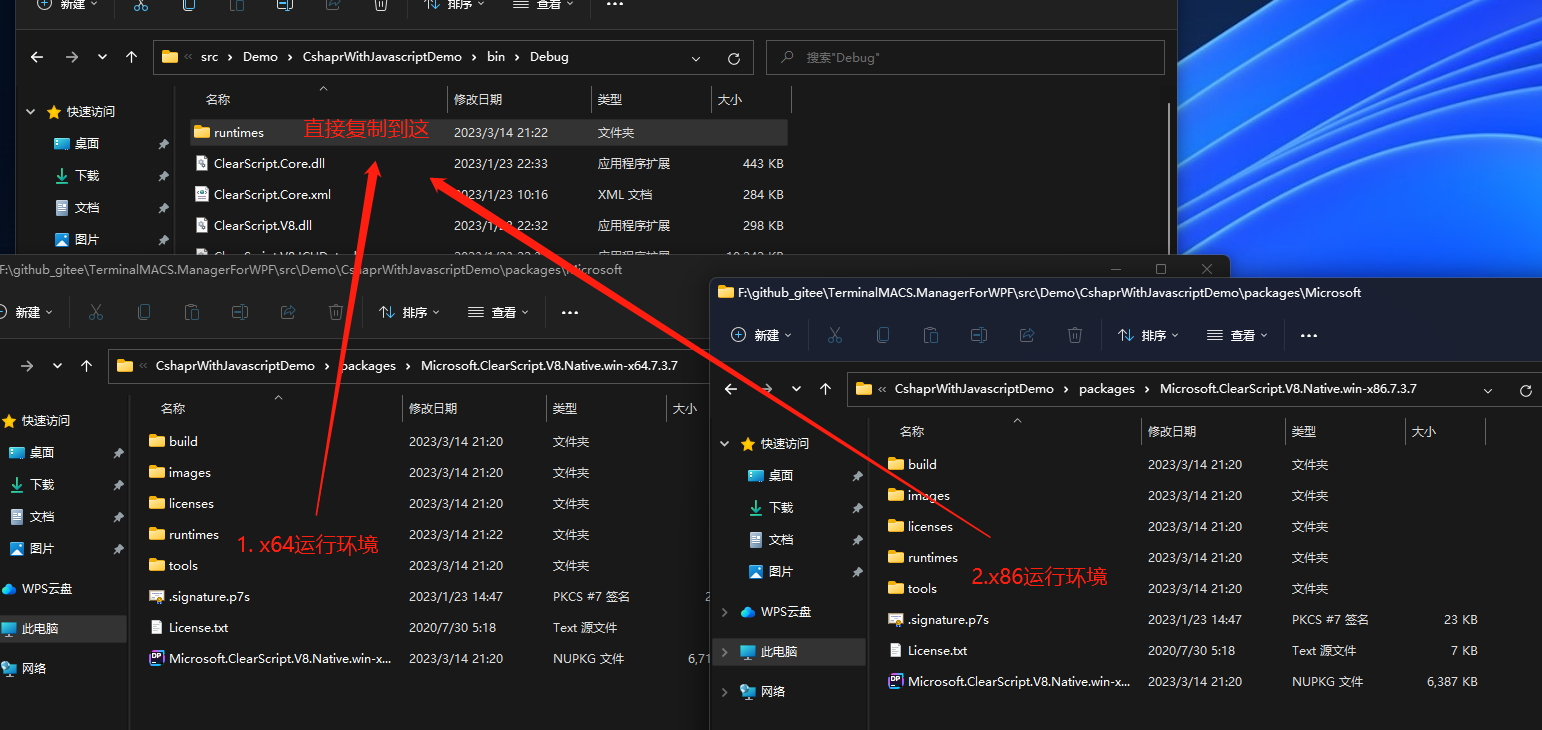 新建 排序 查看
src Demo CshaprWithJavascriptDemo bin Debug 搜索"Debug"
名称 修改日期 类型 大小
快速访问
runtimes 直接复制到这 2023/3/14 21:22 文件夹
桌面
ClearScript.Core.dll 2023/1/23 22:33 应用程序扩展 443 KB
下载
ClearScript.Core.xml 2023/1/23 10:16 XML 文档 284 KB
文档
ClearScript.V8.dll 22:32 应用程序扩展 298 KB
图片
F:\github_gitee\TerminalMACS.ManagerForWPF\src\Demo\CshaprWithJavascriptDemo\packages\Microsoft
新建 排序 查看
CshaprWithJavascriptDemo packages Microsoft.ClearScript.V8.Native.win-x64.7.3.7
名称 修改日期 类型 大小
快速访问
build 2023/3/14 21:20 文件夹
桌面
images 2023/3/14 21:20 文件夹
下载
licenses 2023/3/14 21:20 文件夹
文档
runtimes 2023/3/14 21:22 文件夹
1. x64运行环境
图片
tools 2023/3/14 21:20 文件夹
WPS云盘
.signature.p7s 2023/1/23 14:47 PKCS #7 签名
此电脑
License.txt 2020/7/30 5:18 Text 源文件
网络
Microsoft.ClearScript.V8.Native.win-x... 2023/3/14 21:20 NUPKG 文件 6,71
F:\github_gitee\TerminalMACS.ManagerForWPF\src\Demo\CshaprWithJavascriptDemo\packages\Microsoft
新建 排序 查看
CshaprWithJavascriptDemo packages Microsoft.ClearScript.V8.Native.win-x86.7.3.7
名称 修改日期 类型 大小
快速访问
build 2023/3/14 21:20 文件夹
桌面
images 2023/3/14 21:20 文件夹
下载
licenses 2023/3/14 21:20 文件夹
文档
runtimes 2023/3/14 21:20 文件夹
2.x86运行环境
图片
tools 2023/3/14 21:20 文件夹
WPS云盘
.signature.p7s 2023/1/23 14:47 PKCS #7 签名 23 KB
此电脑
License.txt 2020/7/30 5:18 Text 源文件 7 KB
网络
Microsoft.ClearScript.V8.Native.win-x... 2023/3/14 21:20 NUPKG 文件 6,387 KB